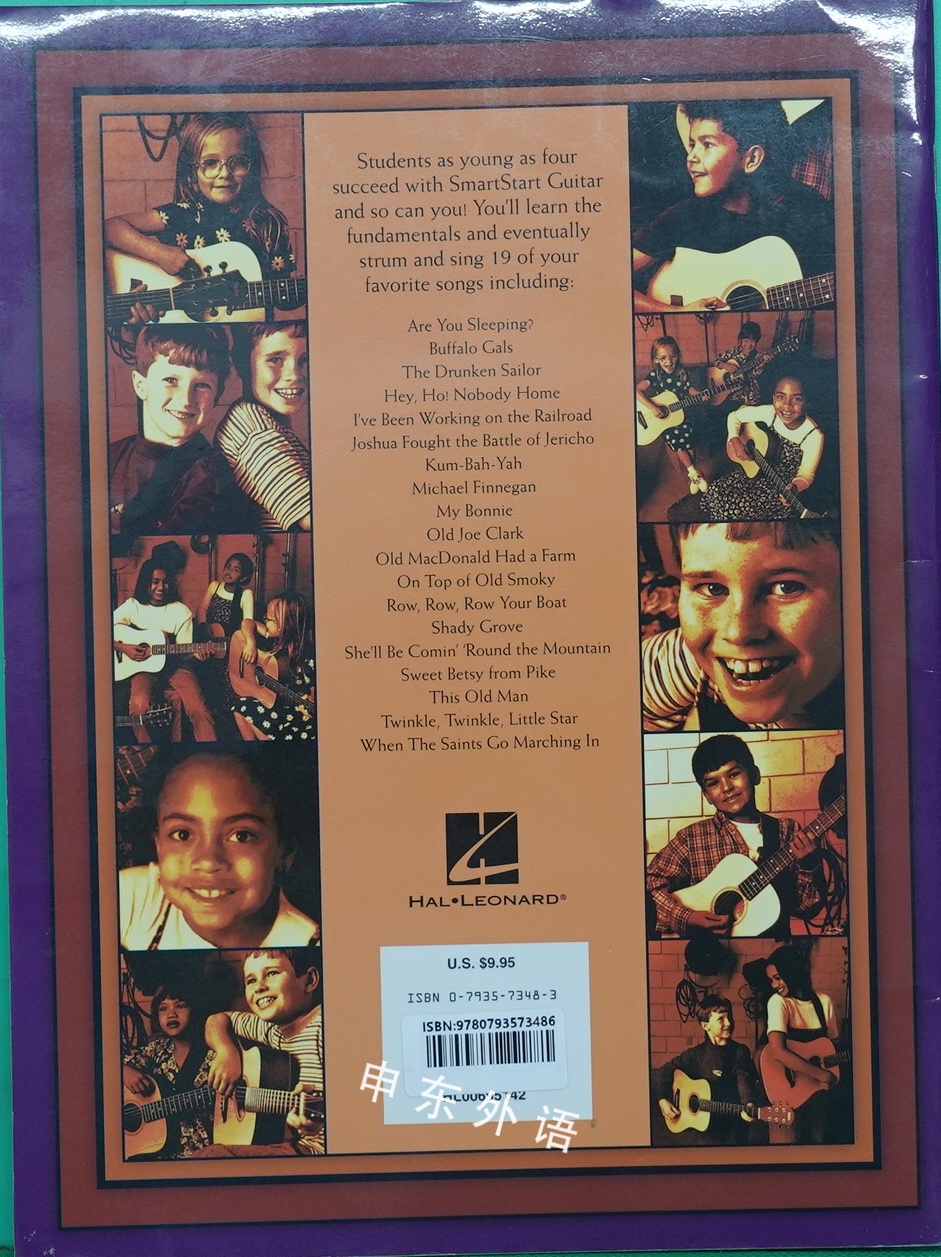 Students as young as four
succeed with SmartStart Guitar
and so can you! You'll learn the
fundamentals and eventually
strum and sing 19 of your
favorite songs including:
Are You Sleeping?
Buffalo Gals
The Drunken Sailor
Hey, Ho! Nobody Home
I've Been Working on the Railroad
Joshua Fought the Battle of Jericho
Kum-Bah-Yah
Michael Finnegan
My Bonnie
Old Joe Clark
Old MacDonald Had a Farm
On Top of Old Smoky
Row, Row, Row Your Boat
Shady Grove
She'll Be Comin' 'Round the Mountain
Sweet Betsy from Pike
This Old Man
Twinkle, Twinkle, Little Star
When The Saints Go Marching In
HAL•LEONARD®
U.S. $9.95
ISBN 0-7935-7348-3
ISBN:9780793573486
申东外语